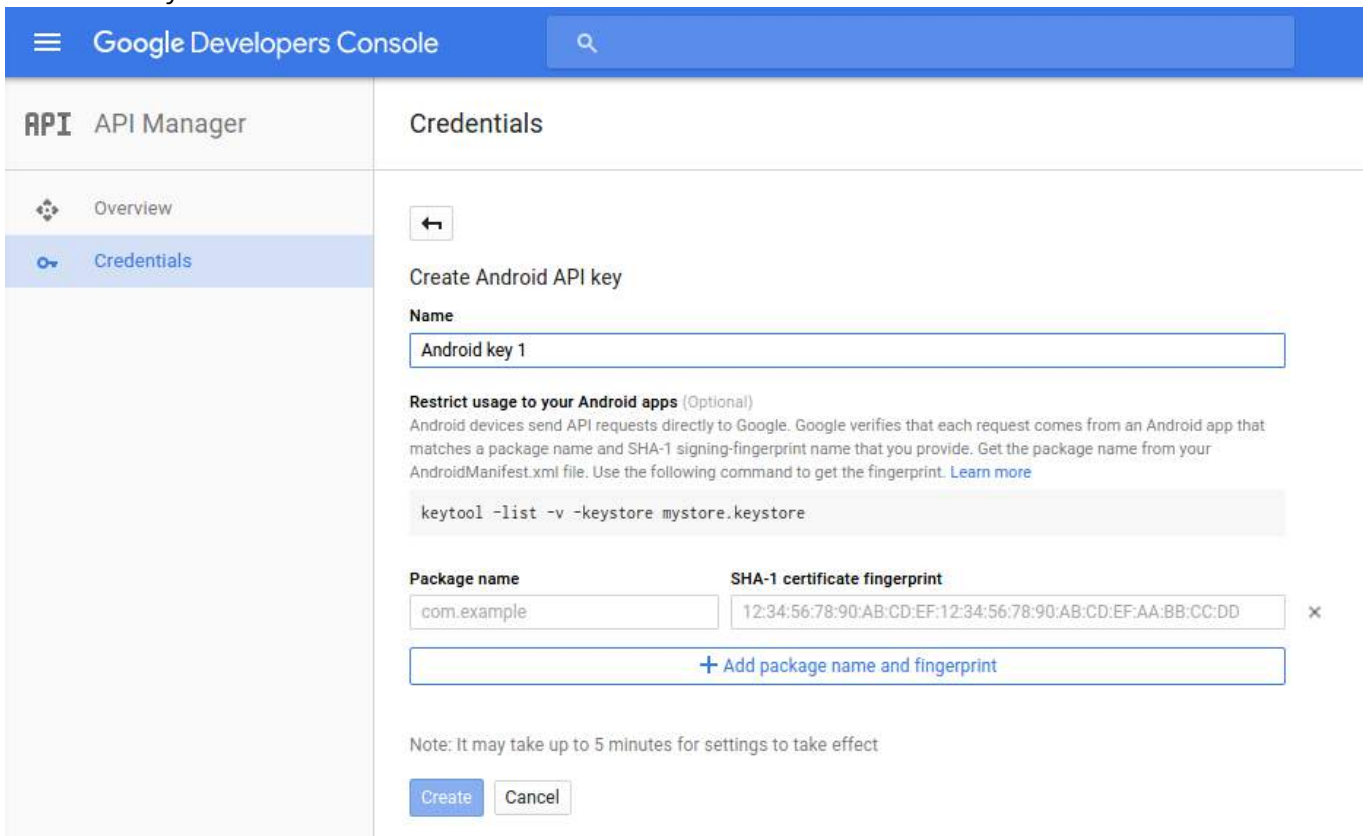 Google Developers Console
API API Manager
Credentials
Overview
Credentials
Create Android API key
Name
Android key 1
Restrict usage to your Android apps (Optional)
Android devices send API requests directly to Google. Google verifies that each request comes from an Android app that
matches a package name and SHA-1 signing-fingerprint name that you provide. Get the package name from your
AndroidManifest.xml file. Use the following command to get the fingerprint. Learn more
keytool -list -v -keystore mystore.keystore
Package name SHA-1 certificate fingerprint
com.example 12:34:56:78:90:AB:CD:EF:12:34:56:78:90:AB:CD:EF:AA:BB:CC:DD
Add package name and fingerprint
Note: It may take up to 5 minutes for settings to take effect
Create Cancel